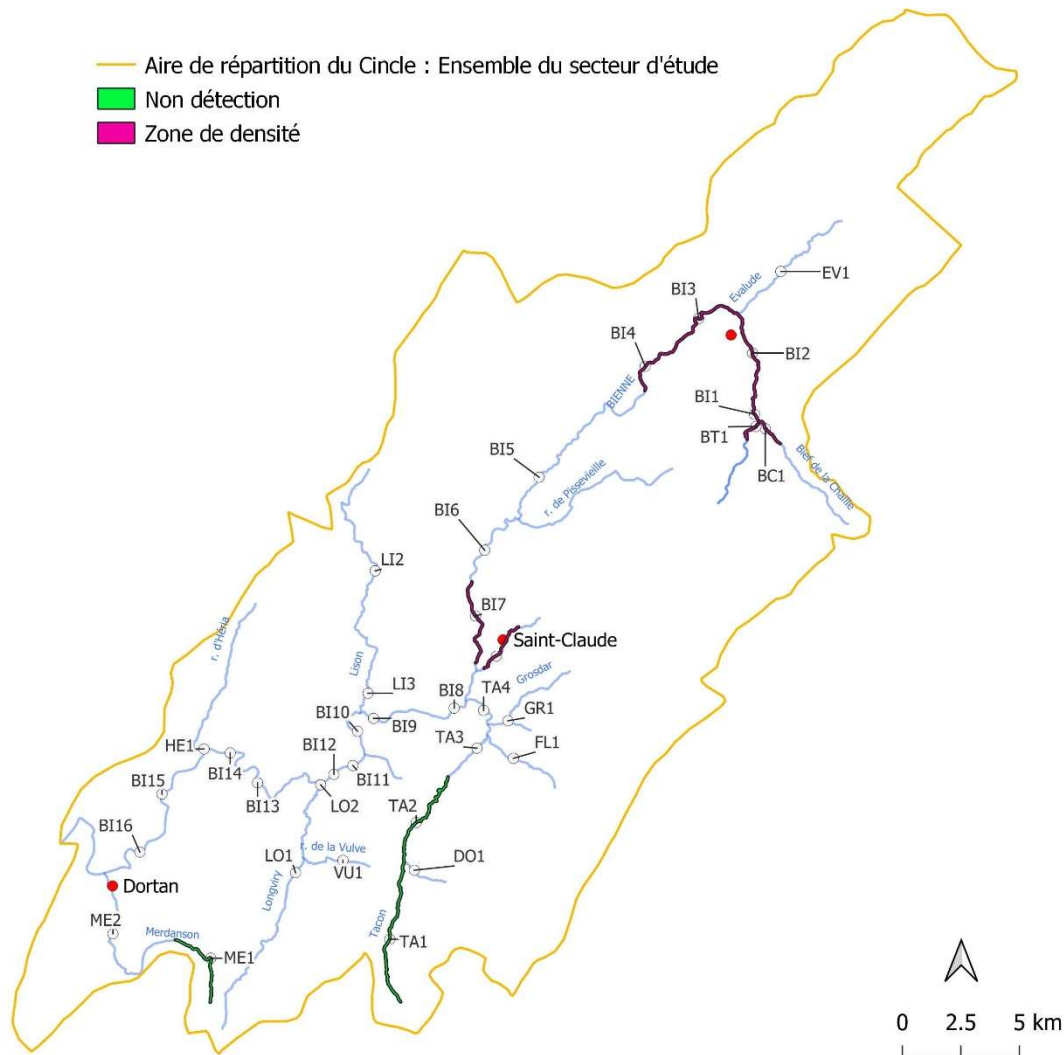 Aire de répartition du Cincle : Ensemble du secteur d'étude
Non détection
Zone de densité
EV1
Evalude
BI3
BI4
BI2
BIENNE
BI1
BT1
BC1
Bief de la Chaille
BI5
r. de Pissevieille
BI6
LI2
BI7
r. d'Héria
Saint-Claude
Lison
Grosdar
LI3
BI8
TA4
GR1
BI10
BI9
HE1
BI12
TA3
FL1
BI14
BI11
BI15
BI13
LO2
TA2
BI16
r. de la Vulve
LO1
VU1
DO1
Dortan
Longviry
ME2
Merdanson
Tacon
TA1
ME1
0 2.5 5 km